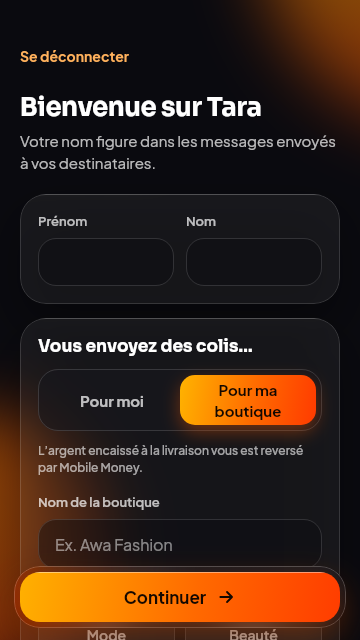 Se déconnecter
Bienvenue sur Tara
Votre nom figure dans les messages envoyés
à vos destinataires.
Prénom
Nom
Vous envoyez des colis...
Pour moi
Pour ma
boutique
L'argent encaissé à la livraison vous est reversé
par Mobile Money.
Nom de la boutique
Ex. Awa Fashion
Continuer →
Mode
Beauté